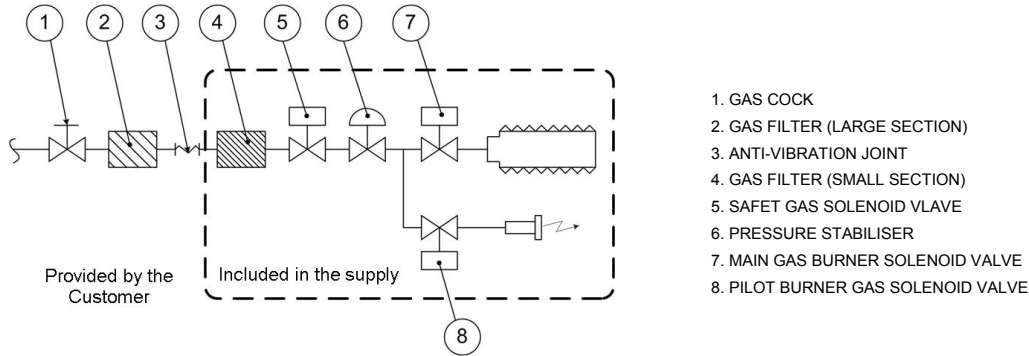 1 2 3 4 5 6 7
1. GAS COCK
2. GAS FILTER (LARGE SECTION)
3. ANTI-VIBRATION JOINT
4. GAS FILTER (SMALL SECTION)
5. SAFET GAS SOLENOID VLAVE
6. PRESSURE STABILISER
7. MAIN GAS BURNER SOLENOID VALVE
8. PILOT BURNER GAS SOLENOID VALVE
Provided by the
Customer
Included in the supply
8